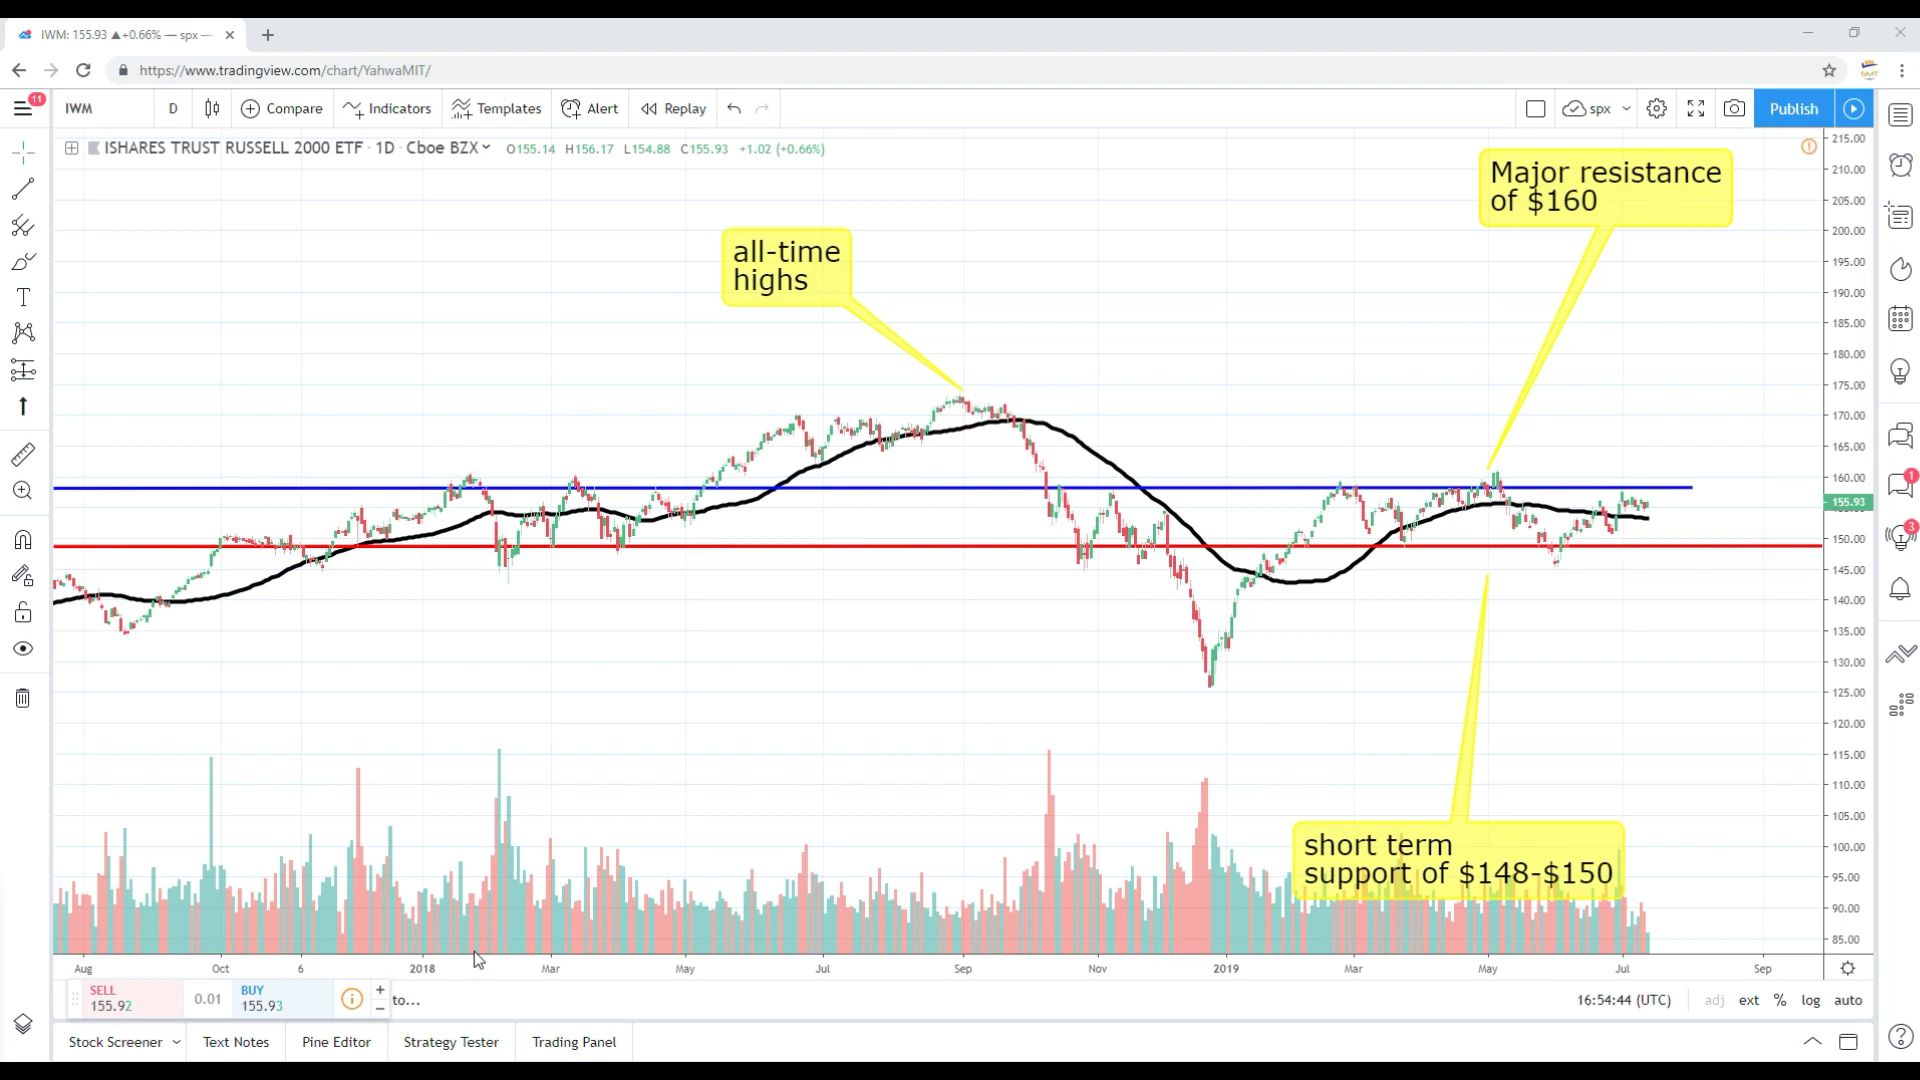 IWM: 155.93 ▲+0.66% — spx —
https://www.tradingview.com/chart/YahwaMIT/
SMT
11
IWM
D
Compare
Indicators
Templates
Alert
Replay
spx
Publish
ISHARES TRUST RUSSELL 2000 ETF · 1D · Cboe BZX
O155.14 H156.17 L154.88 C155.93 +1.02 (+0.66%)
Major resistance
of $160
all-time
highs
short term
support of $148-$150
215.00
210.00
205.00
200.00
195.00
190.00
185.00
180.00
175.00
170.00
165.00
160.00
155.93
150.00
145.00
140.00
135.00
130.00
125.00
120.00
115.00
110.00
105.00
100.00
95.00
90.00
85.00
1
3
Aug Oct 6 2018 Mar May Jul Sep Nov 2019 Mar May Jul Sep
SELL
155.92
0.01
BUY
155.93
to...
16:54:44 (UTC)
adj ext % log auto
Stock Screener
Text Notes
Pine Editor
Strategy Tester
Trading Panel